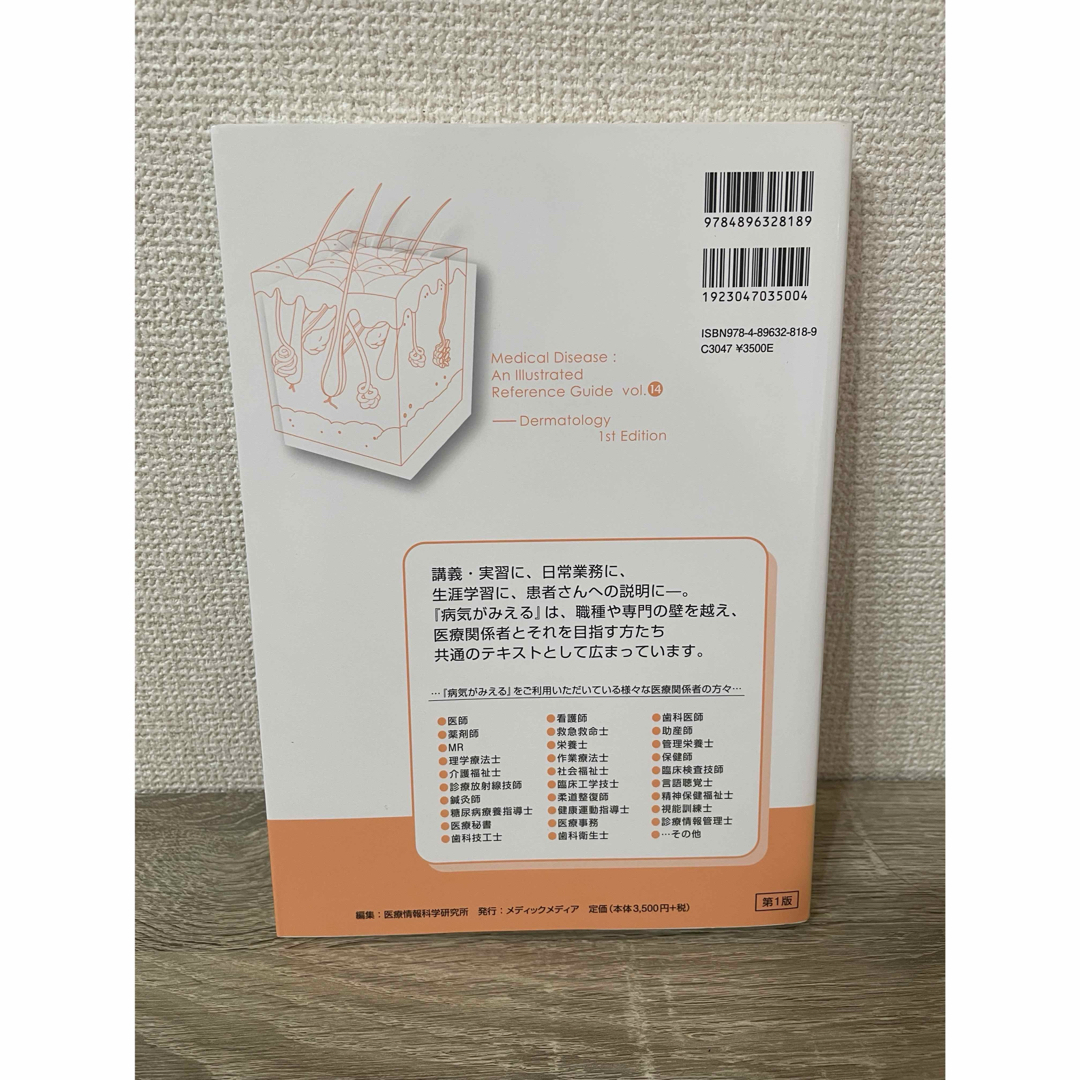 9784896328189
1923047035004
ISBN978-4-89632-818-9
C3047 ¥3500E
Medical Disease :
An Illustrated
Reference Guide vol.14
── Dermatology
1st Edition
講義・実習に、日常業務に、
生涯学習に、患者さんへの説明に―。
『病気がみえる』は、職種や専門の壁を越え、
医療関係者とそれを目指す方たち
共通のテキストとして広まっています。
…『病気がみえる』をご利用いただいている様々な医療関係者の方々…
●医師 ●看護師 ●歯科医師
●薬剤師 ●救急救命士 ●助産師
●MR ●栄養士 ●管理栄養士
●理学療法士 ●作業療法士 ●保健師
●介護福祉士 ●社会福祉士 ●臨床検査技師
●診療放射線技師 ●臨床工学技士 ●言語聴覚士
●鍼灸師 ●柔道整復師 ●精神保健福祉士
●糖尿病療養指導士 ●健康運動指導士 ●視能訓練士
●医療秘書 ●医療事務 ●診療情報管理士
●歯科技工士 ●歯科衛生士 ●…その他
編集：医療情報科学研究所 発行：メディックメディア 定価（本体3,500円+税）
第1版